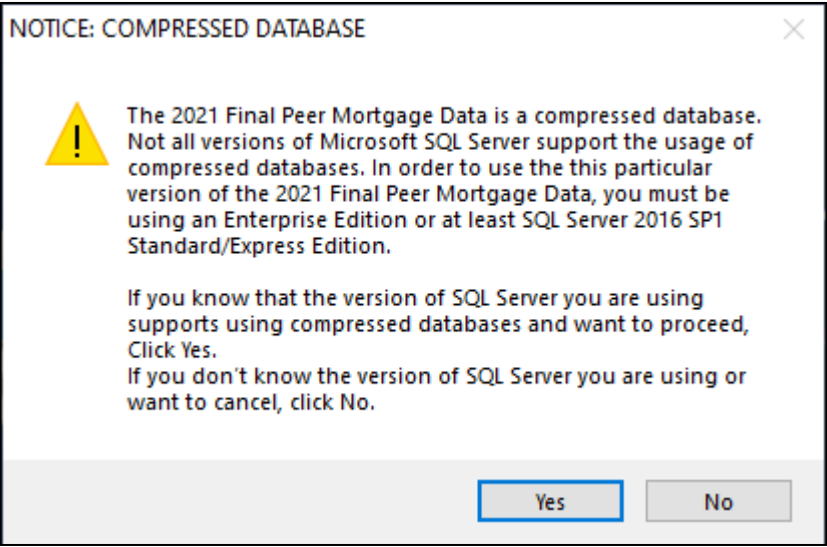 NOTICE: COMPRESSED DATABASE
The 2021 Final Peer Mortgage Data is a compressed database.
Not all versions of Microsoft SQL Server support the usage of
compressed databases. In order to use the this particular
version of the 2021 Final Peer Mortgage Data, you must be
using an Enterprise Edition or at least SQL Server 2016 SP1
Standard/Express Edition.
If you know that the version of SQL Server you are using
supports using compressed databases and want to proceed,
Click Yes.
If you don't know the version of SQL Server you are using or
want to cancel, click No.
Yes
No